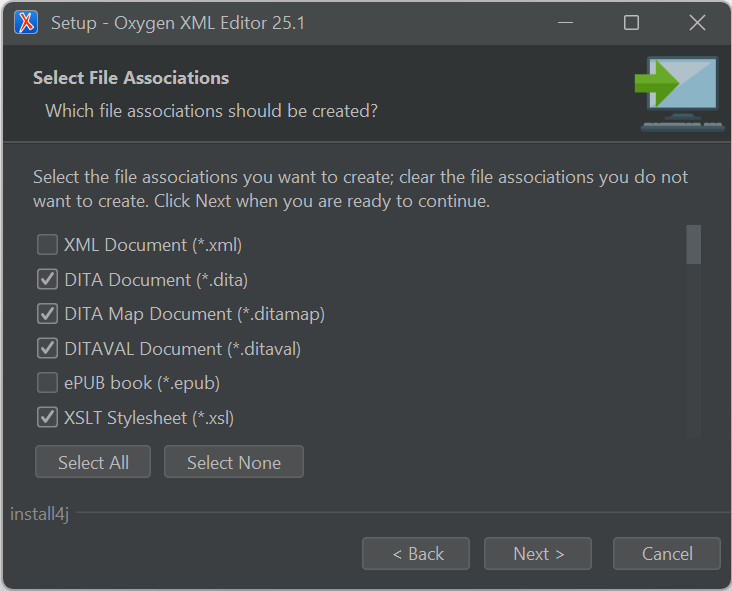 Setup - Oxygen XML Editor 25.1
Select File Associations
Which file associations should be created?
Select the file associations you want to create; clear the file associations you do not
want to create. Click Next when you are ready to continue.
XML Document (*.xml)
DITA Document (*.dita)
DITA Map Document (*.ditamap)
DITAVAL Document (*.ditaval)
ePUB book (*.epub)
XSLT Stylesheet (*.xsl)
Select All
Select None
install4j
< Back
Next >
Cancel